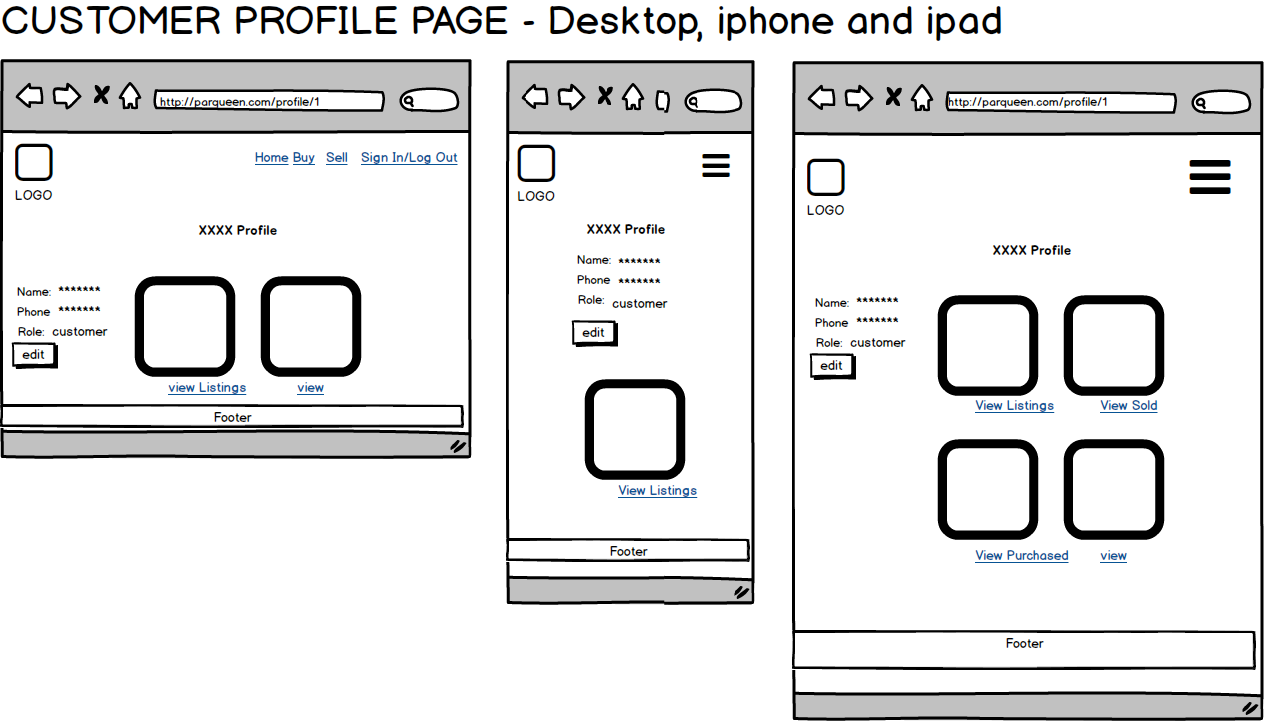 CUSTOMER PROFILE PAGE - Desktop, iphone and ipad
http://parqueen.com/profile/1
Home Buy Sell Sign In/Log Out
LOGO
XXXX Profile
Name: *******
Phone *******
Role: customer
edit
view Listings view
Footer
LOGO
XXXX Profile
Name: *******
Phone *******
Role: customer
edit
View Listings
Footer
http://parqueen.com/profile/1
LOGO
XXXX Profile
Name: *******
Phone *******
Role: customer
edit
View Listings View Sold
View Purchased view
Footer